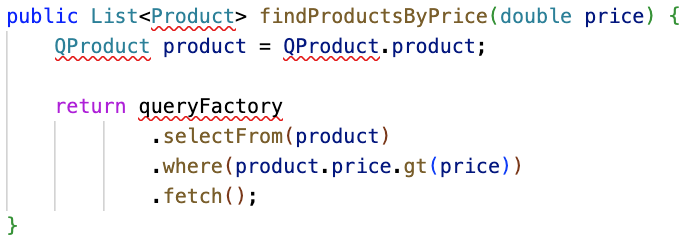 public List<Product> findProductsByPrice(double price) {
    QProduct product = QProduct.product;

    return queryFactory
            .selectFrom(product)
            .where(product.price.gt(price))
            .fetch();
}